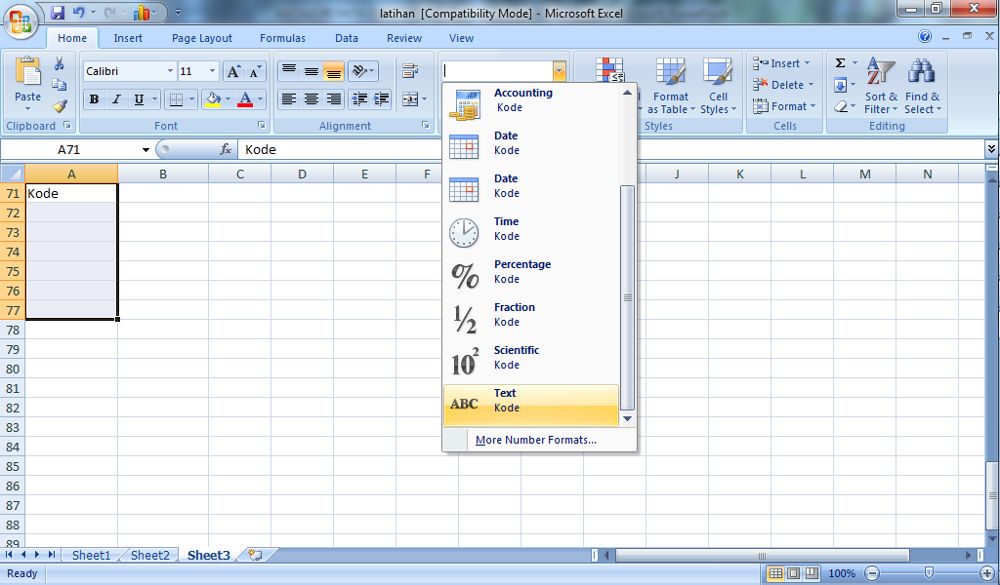 latihan [Compatibility Mode] - Microsoft Excel
Home Insert Page Layout Formulas Data Review View
Paste
Calibri 11
A A
B I U A
Insert
Delete
Format
Format as Table
Cell Styles
Σ
Sort & Filter
Find & Select
Clipboard Font Alignment Styles Cells Editing
A71 fx Kode
A B C D E F J K L M N
Accounting
Kode
Date
Kode
Date
Kode
Time
Kode
% Percentage
Kode
½ Fraction
Kode
10² Scientific
Kode
ABC Text
Kode
More Number Formats...
71 Kode
72
73
74
75
76
77
78
79
80
81
82
83
84
85
86
87
88
89
Sheet1 Sheet2 Sheet3
Ready 100%